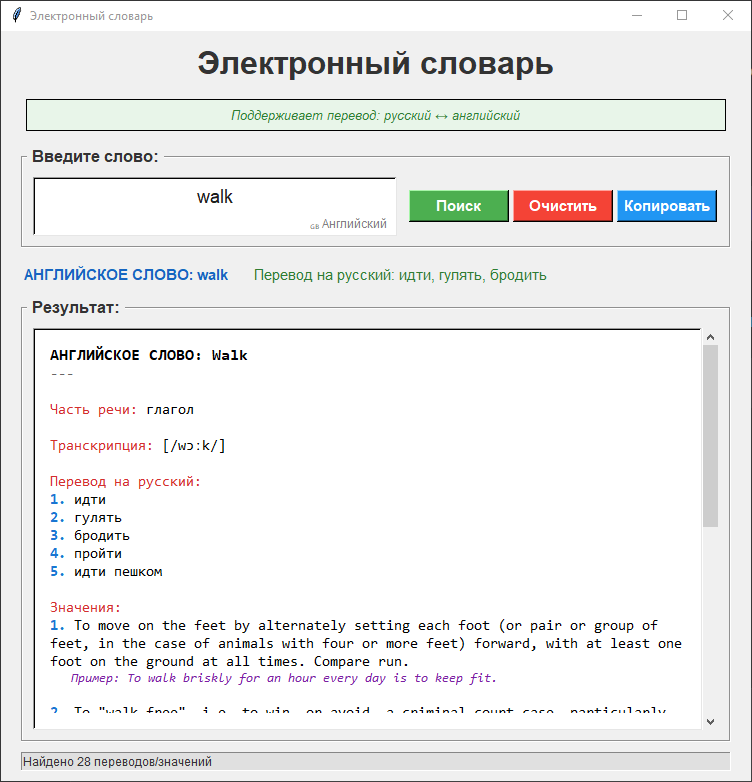 Электронный словарь
Электронный словарь
Поддерживает перевод: русский ↔ английский
Введите слово:
walk
GB Английский
Поиск
Очистить
Копировать
АНГЛИЙСКОЕ СЛОВО: walk
Перевод на русский: идти, гулять, бродить
Результат:
АНГЛИЙСКОЕ СЛОВО: Walk
---
Часть речи: глагол
Транскрипция: [/wɔːk/]
Перевод на русский:
1. идти
2. гулять
3. бродить
4. пройти
5. идти пешком
Значения:
1. To move on the feet by alternately setting each foot (or pair or group of
feet, in the case of animals with four or more feet) forward, with at least one
foot on the ground at all times. Compare run.
Пример: To walk briskly for an hour every day is to keep fit.
2. To "walk free", i.e. to win, or avoid, a criminal court case, particularly
Найдено 28 переводов/значений